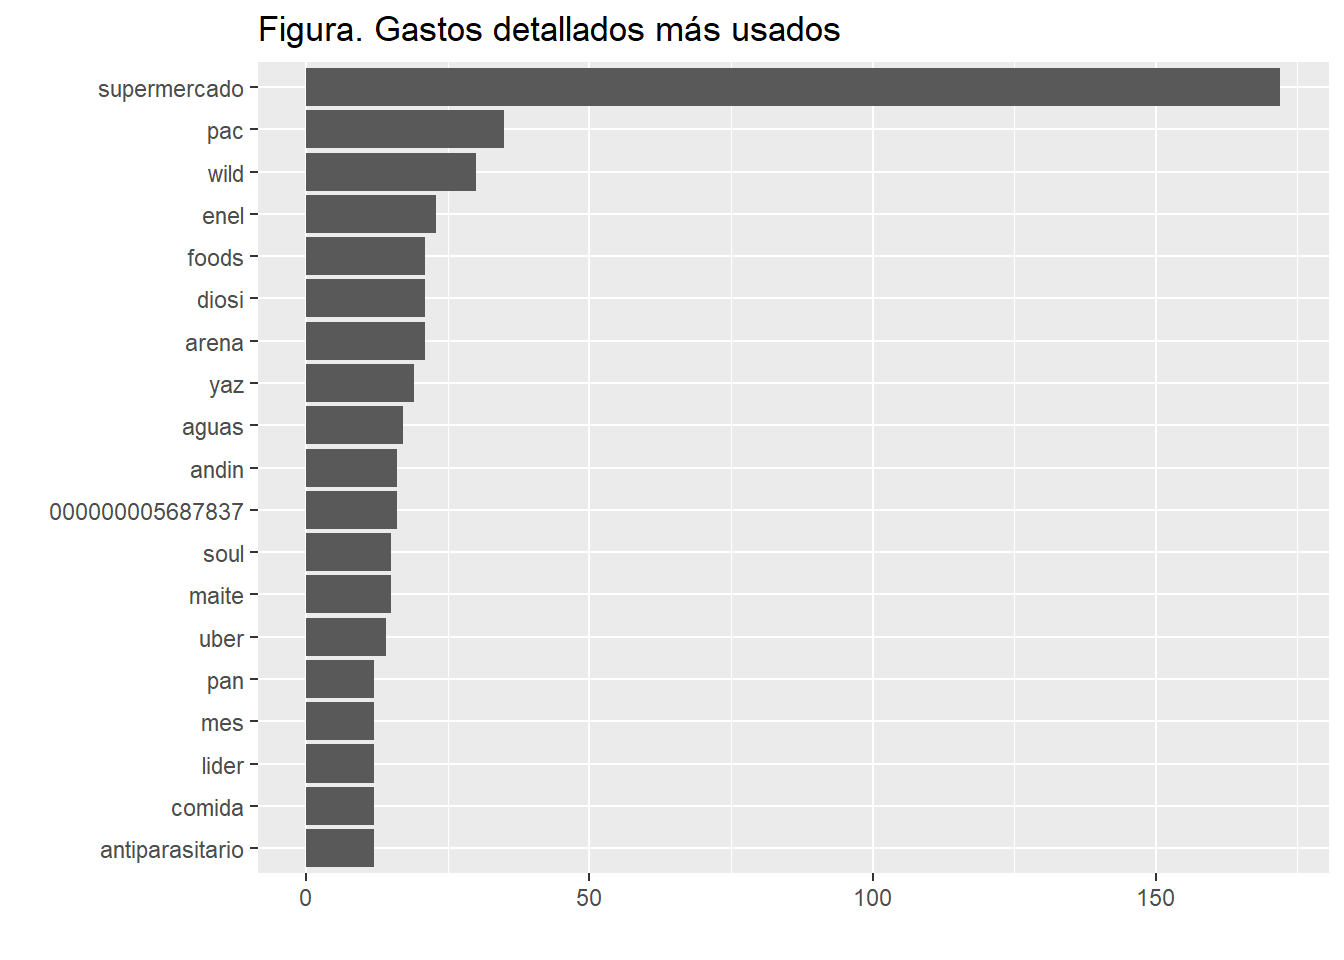 Figura. Gastos detallados más usados
supermercado
pac
wild
enel
foods
diosi
arena
yaz
aguas
andin
000000005687837
soul
maite
uber
pan
mes
lider
comida
antiparasitario
0 50 100 150